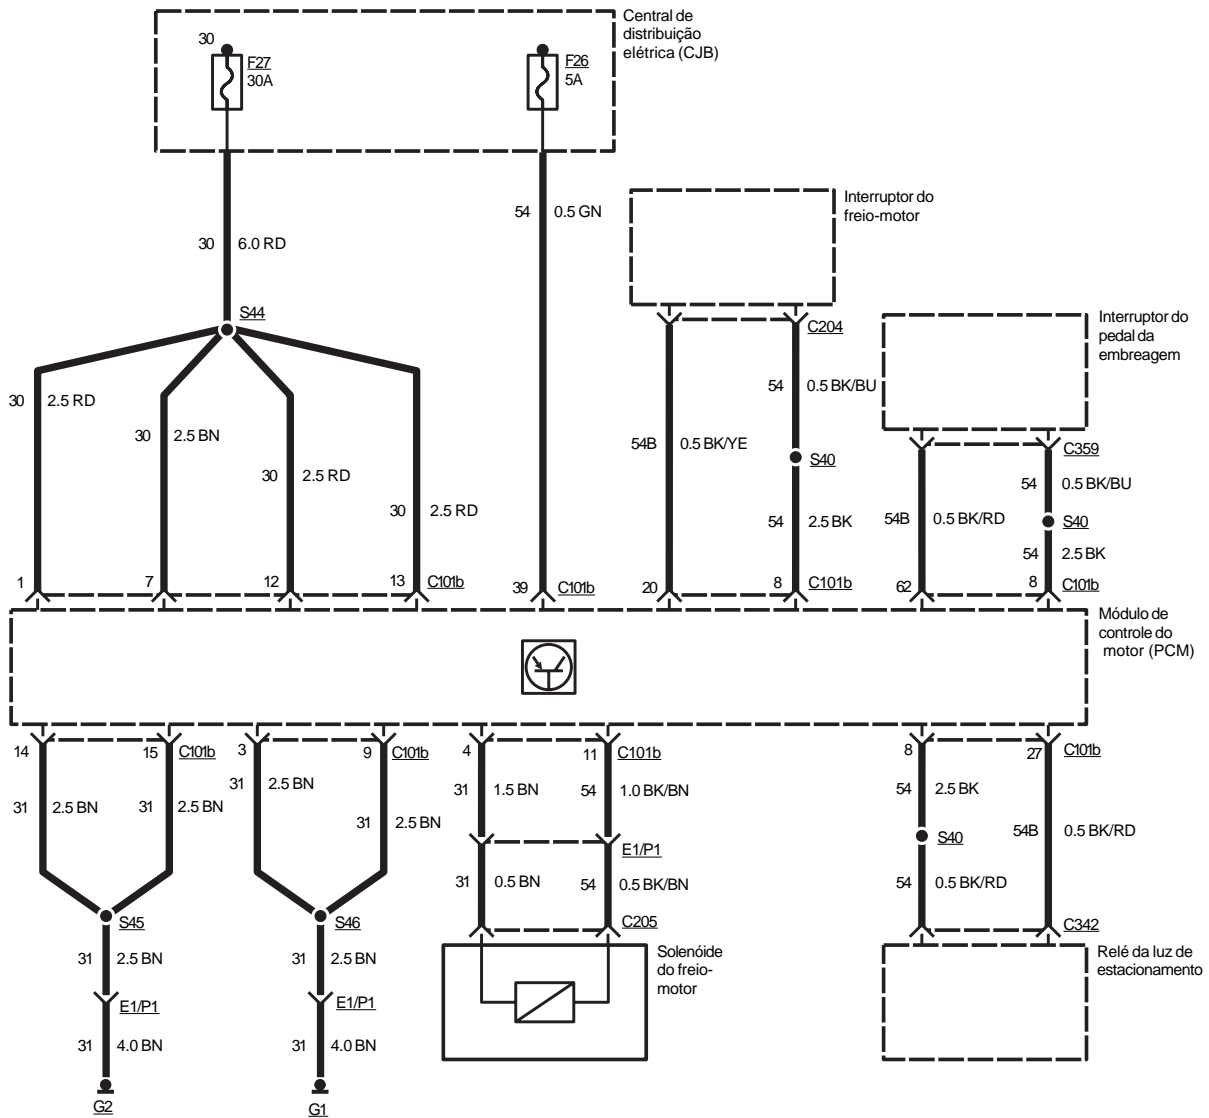 Central de
distribuição
elétrica (CJB)
30
F27
30A
F26
5A
54
0.5 GN
Interruptor do
freio-motor
30
6.0 RD
S44
C204
Interruptor do
pedal da
embreagem
30
2.5 RD
54
0.5 BK/BU
30
2.5 BN
54B
0.5 BK/YE
S40
C359
30
2.5 RD
54
0.5 BK/BU
30
2.5 RD
54
2.5 BK
54B
0.5 BK/RD
S40
54
2.5 BK
1
7
12
13
C101b
39
C101b
20
8
C101b
62
8
C101b
Módulo de
controle do
motor (PCM)
14
15
C101b
3
9
C101b
4
11
C101b
8
27
C101b
31
2.5 BN
31
2.5 BN
31
2.5 BN
31
2.5 BN
31
1.5 BN
54
1.0 BK/BN
54
2.5 BK
54B
0.5 BK/RD
S40
E1/P1
31
0.5 BN
54
0.5 BK/BN
54
0.5 BK/RD
S45
S46
C205
C342
31
2.5 BN
31
2.5 BN
Solenóide
do freio-
motor
Relé da luz de
estacionamento
E1/P1
E1/P1
31
4.0 BN
31
4.0 BN
G2
G1